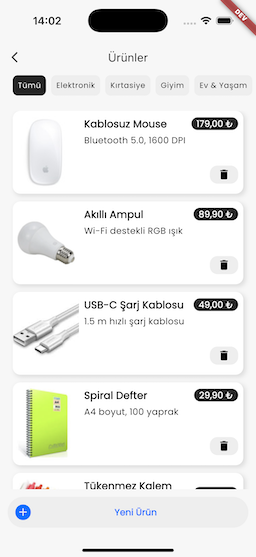 14:02
DEV
Ürünler
Tümü
Elektronik
Kırtasiye
Giyim
Ev & Yaşam
Kablosuz Mouse
179,00 ₺
Bluetooth 5.0, 1600 DPI
Akıllı Ampul
89,90 ₺
Wi-Fi destekli RGB ışık
USB-C Şarj Kablosu
49,00 ₺
1.5 m hızlı şarj kablosu
Spiral Defter
29,90 ₺
A4 boyut, 100 yaprak
Tükenmez Kalem
Yeni Ürün